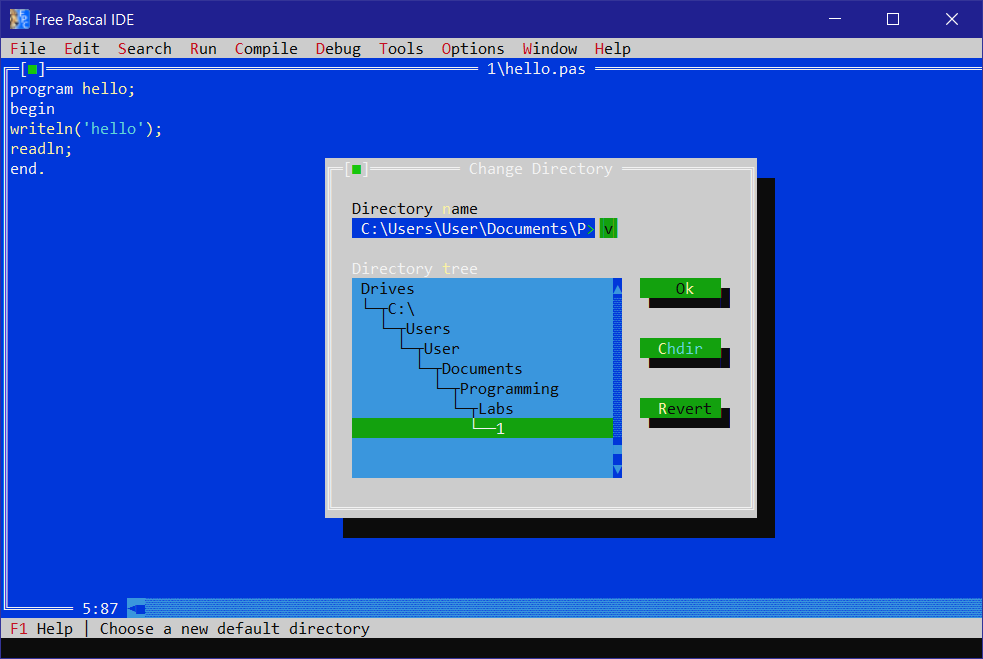 Free Pascal IDE
File Edit Search Run Compile Debug Tools Options Window Help
1\hello.pas
program hello;
begin
writeln('hello');
readln;
end.
Change Directory
Directory name
C:\Users\User\Documents\P> v
Directory tree
Drives
C:\
Users
User
Documents
Programming
Labs
1
Ok
Chdir
Revert
5:87
F1 Help | Choose a new default directory